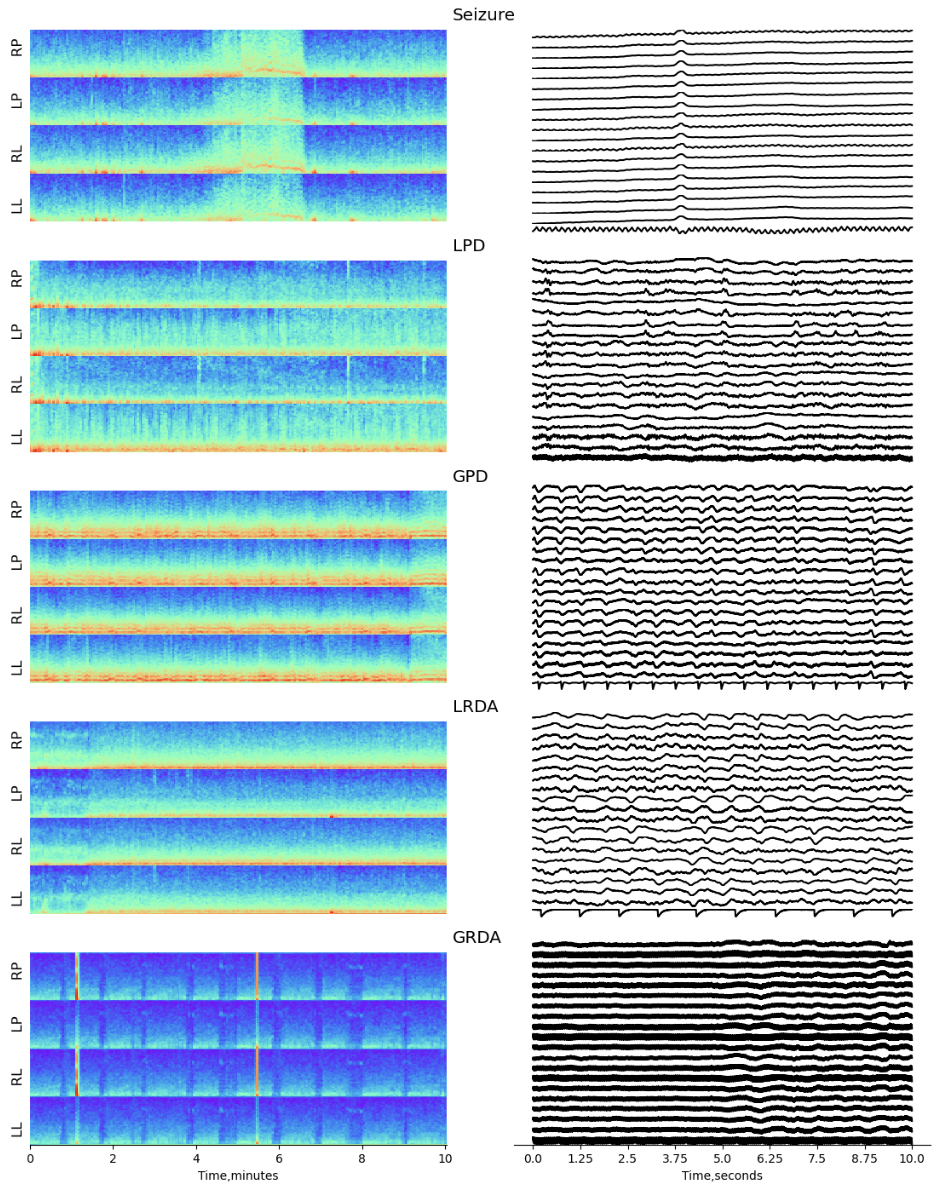 Seizure
RP
LP
RL
LL
LPD
RP
LP
RL
LL
GPD
RP
LP
RL
LL
LRDA
RP
LP
RL
LL
GRDA
RP
LP
RL
LL
0 2 4 6 8 10
Time,minutes
0.0 1.25 2.5 3.75 5.0 6.25 7.5 8.75 10.0
Time,seconds